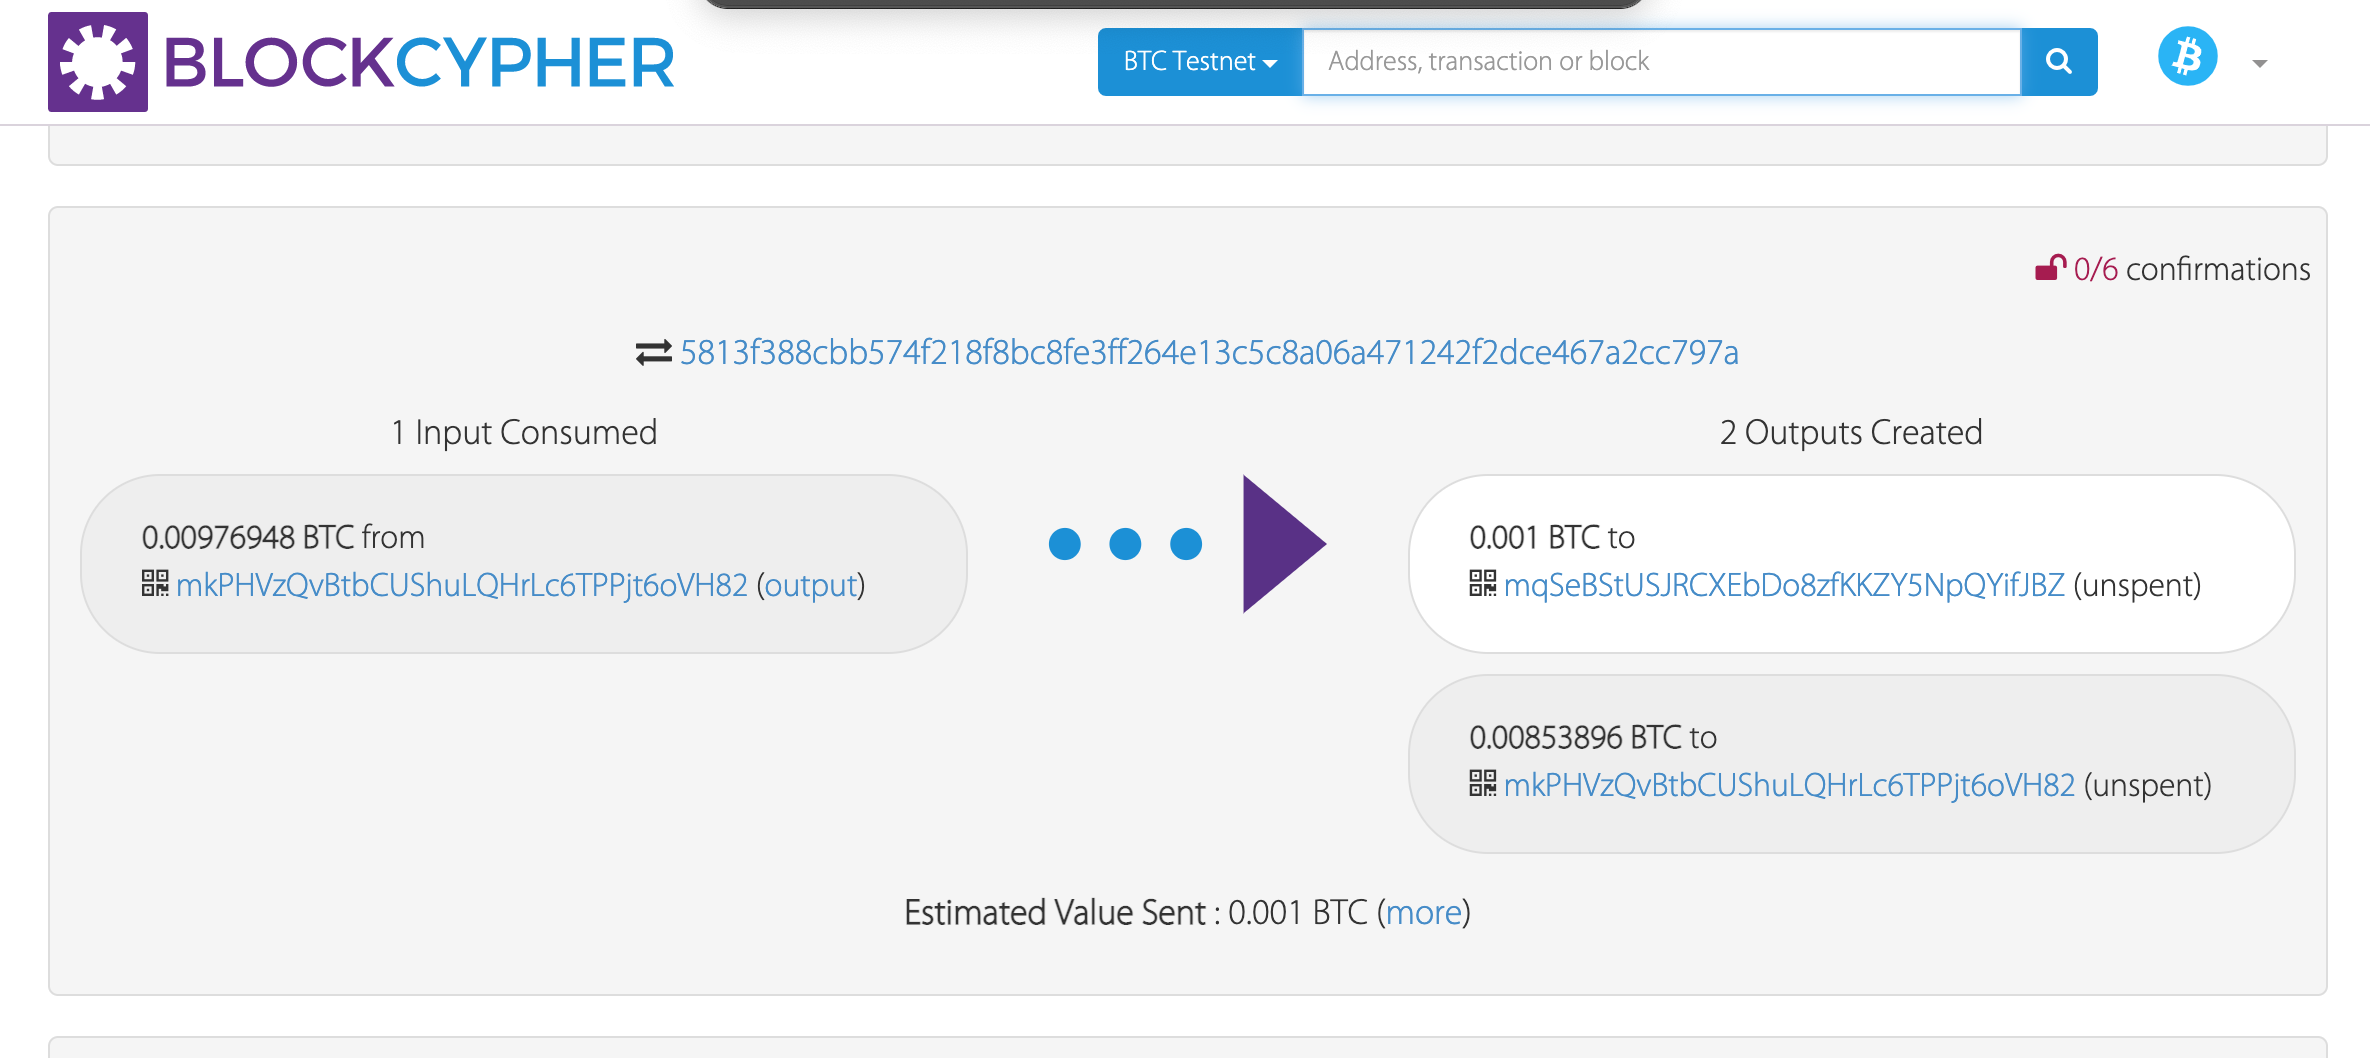 BLOCKCYPHER
BTC Testnet
Address, transaction or block
0/6 confirmations
5813f388cbb574f218f8bc8fe3ff264e13c5c8a06a471242f2dce467a2cc797a
1 Input Consumed
2 Outputs Created
0.00976948 BTC from
mkPHVzQvBtbCUShuLQHrLc6TPPjt6oVH82 (output)
0.001 BTC to
mqSeBStUSJRCXEbDo8zfKKZY5NpQYifJBZ (unspent)
0.00853896 BTC to
mkPHVzQvBtbCUShuLQHrLc6TPPjt6oVH82 (unspent)
Estimated Value Sent : 0.001 BTC (more)